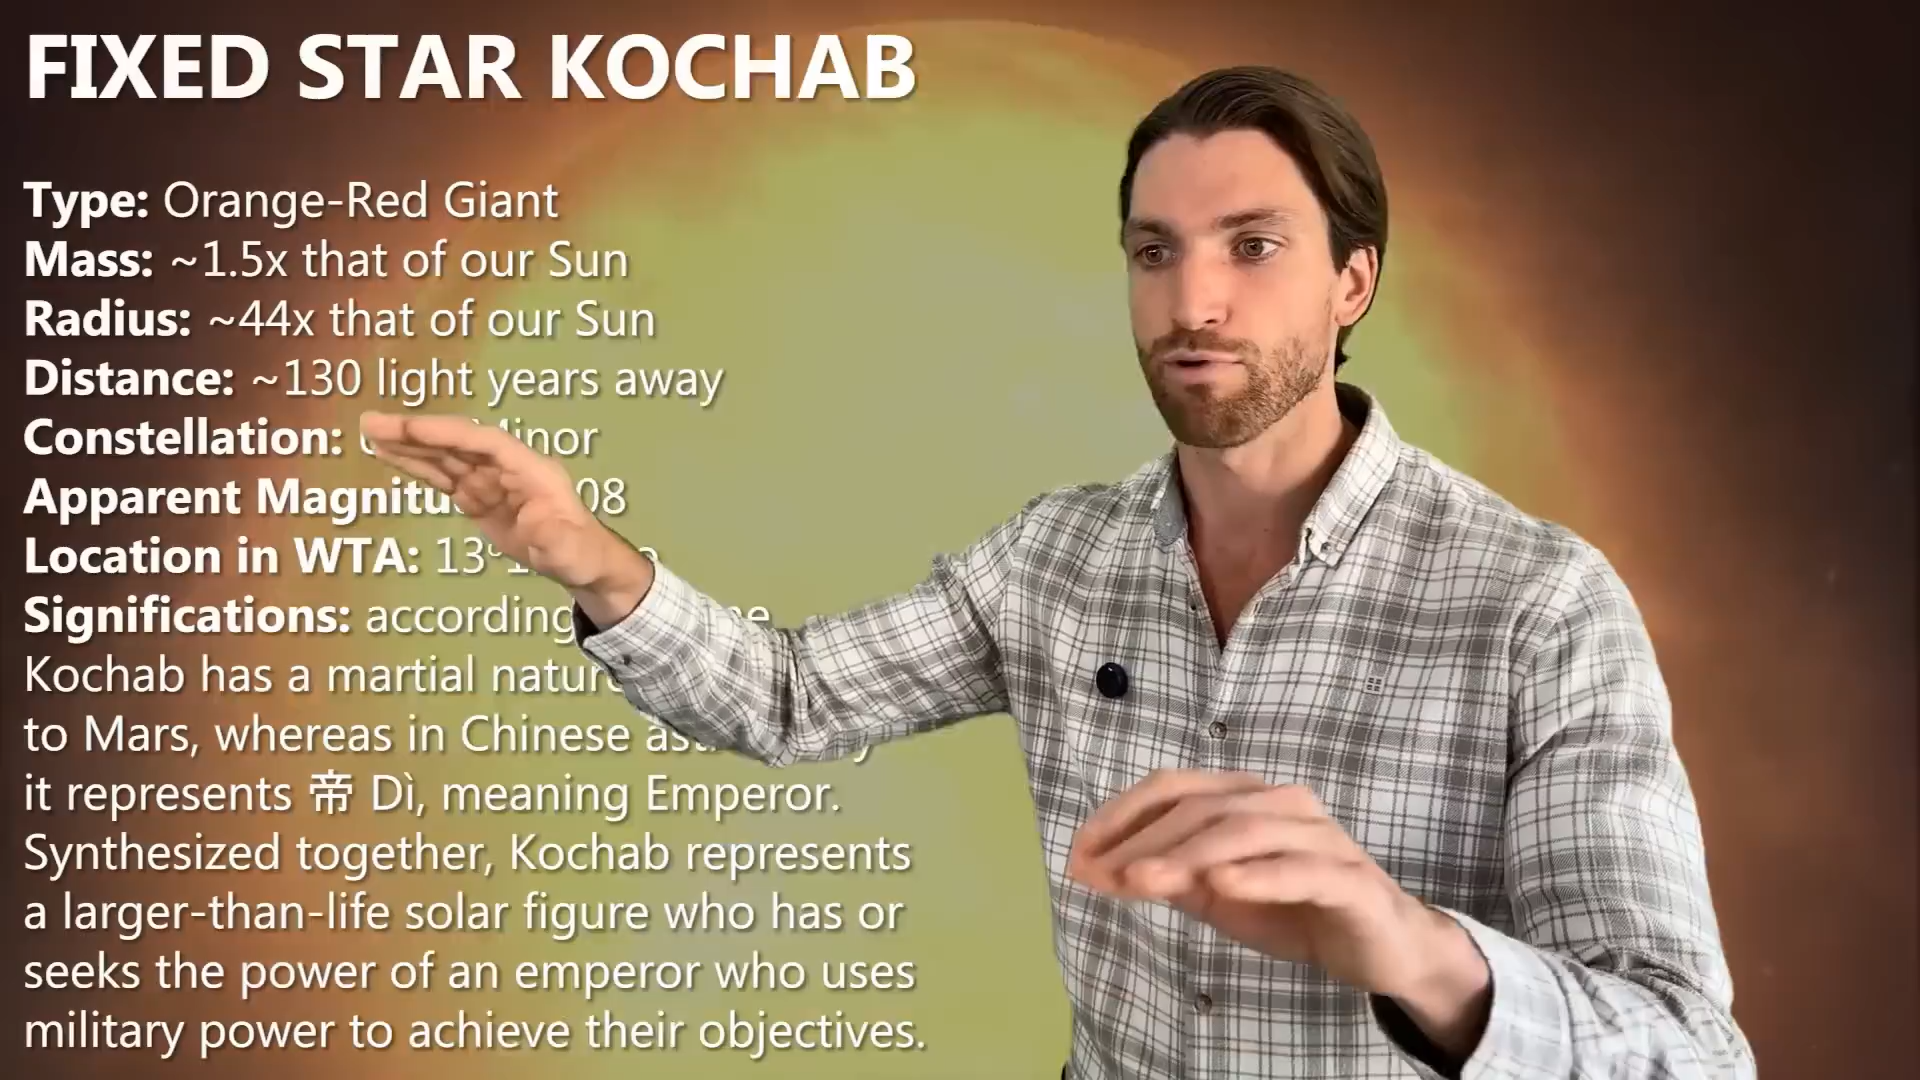 FIXED STAR KOCHAB
Type: Orange-Red Giant
Mass: ~1.5x that of our Sun
Radius: ~44x that of our Sun
Distance: ~130 light years away
Constellation: Minor
Apparent 08
Location in WTA:
Significations: according
Kochab has a martial
to Mars, whereas in Chinese
it represents 帝 Dì, meaning Emperor.
Synthesized together, Kochab represents
a larger-than-life solar figure who has or
seeks the power of an emperor who uses
military power to achieve their objectives.